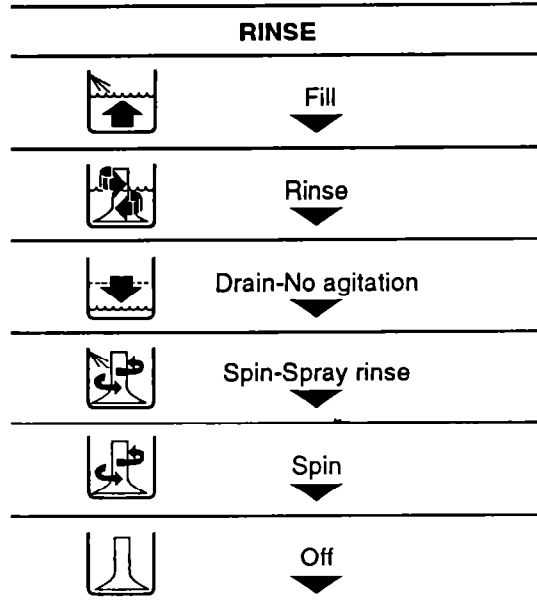 RINSE
Fill
Rinse
Drain-No agitation
Spin-Spray rinse
Spin
Off